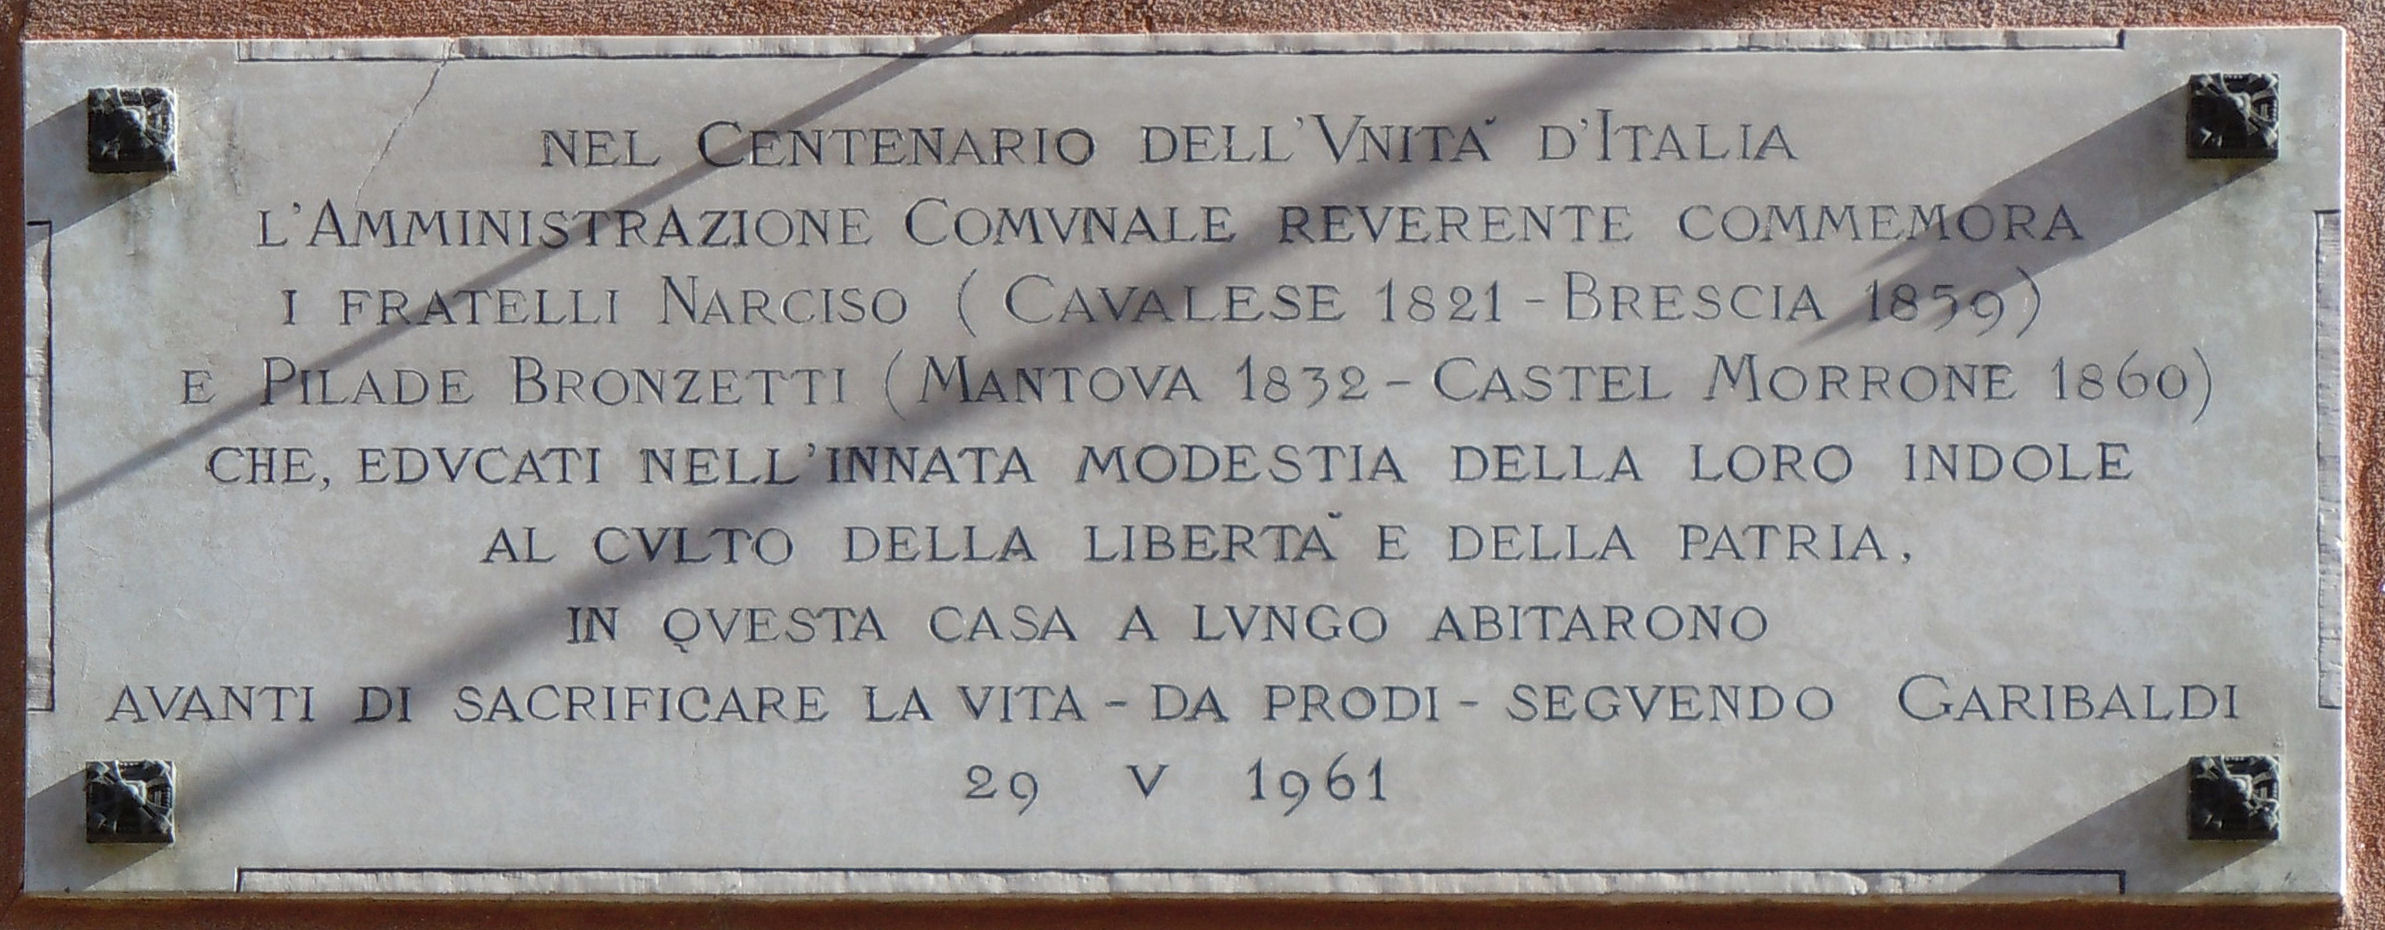 NEL CENTENARIO DELL'VNITA' D'ITALIA
L'AMMINISTRAZIONE COMVNALE REVERENTE COMMEMORA
I FRATELLI NARCISO (CAVALESE 1821 - BRESCIA 1859)
E PILADE BRONZETTI (MANTOVA 1832 - CASTEL MORRONE 1860)
CHE, EDVCATI NELL'INNATA MODESTIA DELLA LORO INDOLE
AL CVLTO DELLA LIBERTA' E DELLA PATRIA,
IN QVESTA CASA A LVNGO ABITARONO
AVANTI DI SACRIFICARE LA VITA - DA PRODI - SEGVENDO GARIBALDI
29 V 1961